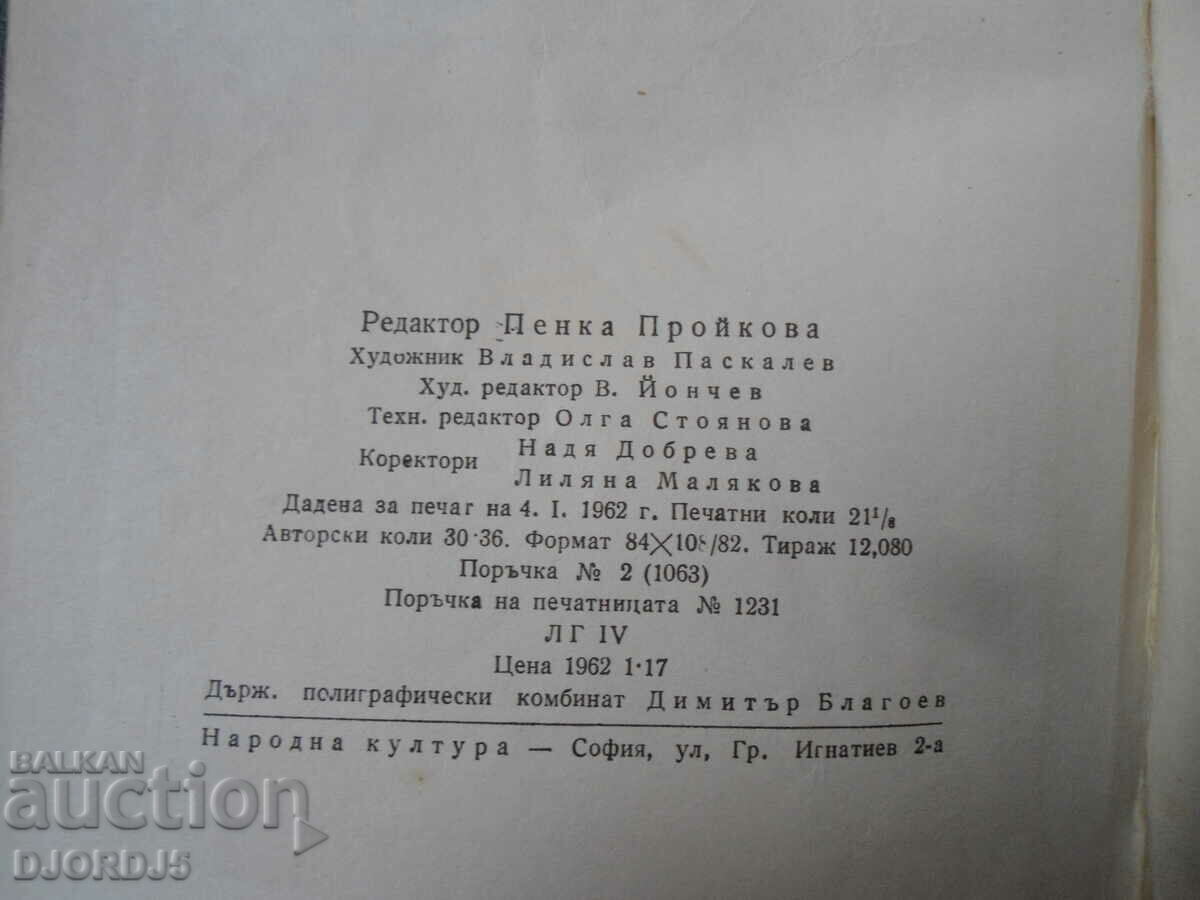 Редактор Пенка Пройкова
Художник Владислав Паскалев
Худ. редактор В. Йончев
Техн. редактор Олга Стоянова
Коректори Надя Добрева
Лиляна Малякова
Дадена за печат на 4. I. 1962 г. Печатни коли 21¹/₈
Авторски коли 30·36. Формат 84×108/82. Тираж 12,080
Поръчка № 2 (1063)
Поръчка на печатницата № 1231
ЛГ IV
Цена 1962 1·17
Държ. полиграфически комбинат Димитър Благоев
Народна култура — София, ул, Гр. Игнатиев 2-а
BALKAN
auction
DJORDJ5